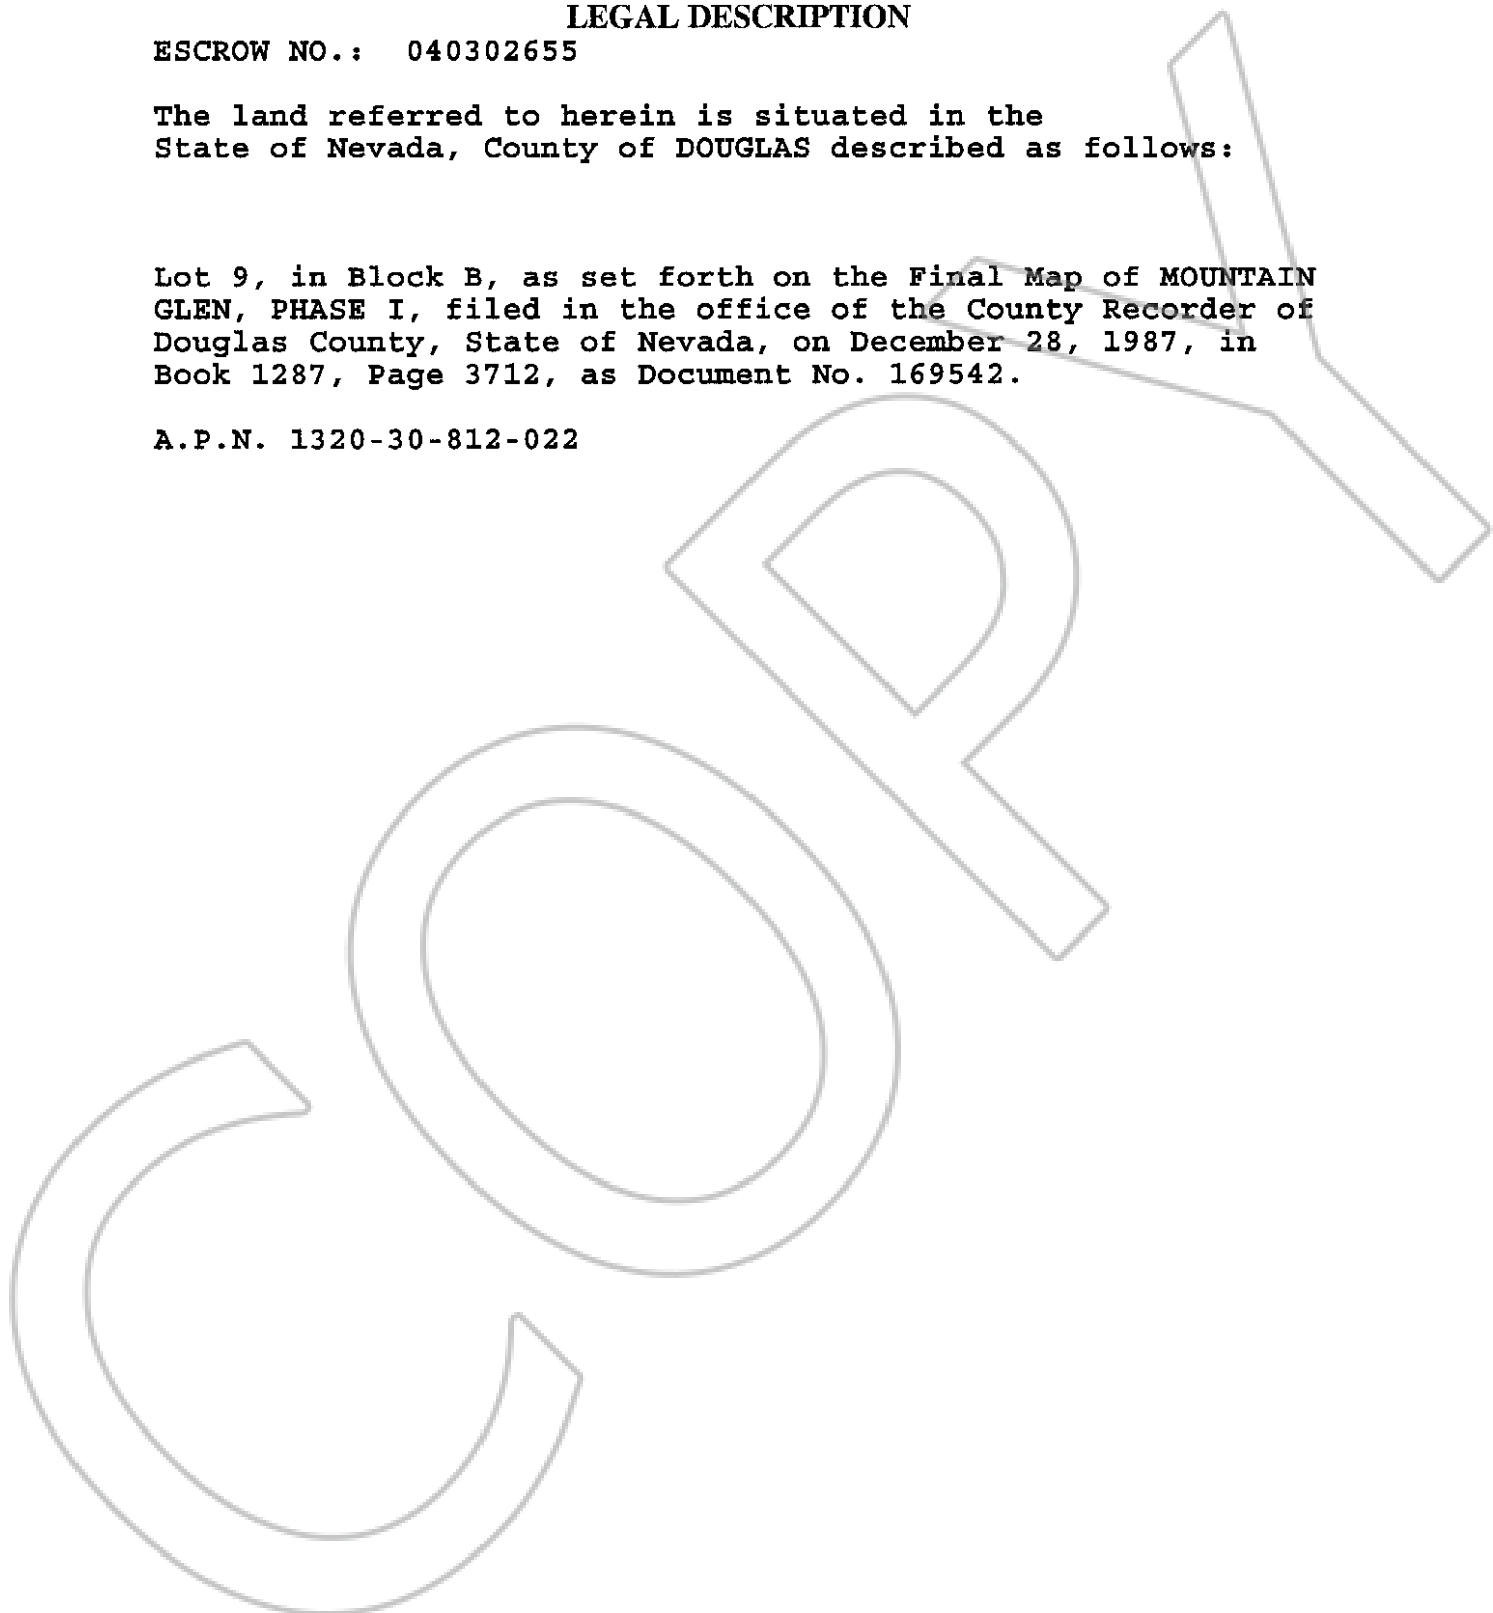 LEGAL DESCRIPTION
ESCROW NO.: 040302655
The land referred to herein is situated in the
State of Nevada, County of DOUGLAS described as follows:
Lot 9, in Block B, as set forth on the Final Map of MOUNTAIN
GLEN, PHASE I, filed in the office of the County Recorder of
Douglas County, State of Nevada, on December 28, 1987, in
Book 1287, Page 3712, as Document No. 169542.
A.P.N. 1320-30-812-022
COPY